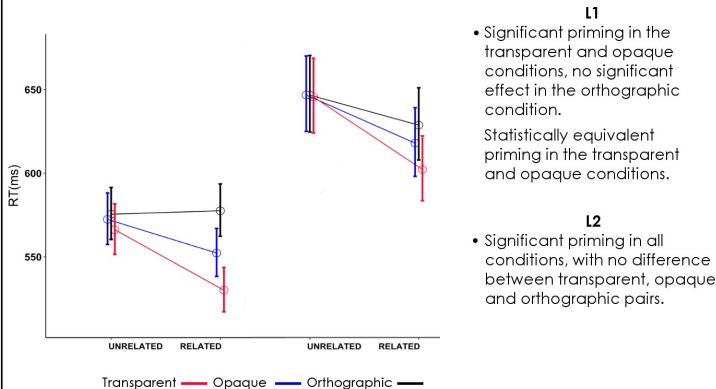 650
600
550
RT(ms)
UNRELATED RELATED
UNRELATED RELATED
Transparent Opaque Orthographic
L1
• Significant priming in the
transparent and opaque
conditions, no significant
effect in the orthographic
condition.
Statistically equivalent
priming in the transparent
and opaque conditions.
L2
• Significant priming in all
conditions, with no difference
between transparent, opaque
and orthographic pairs.